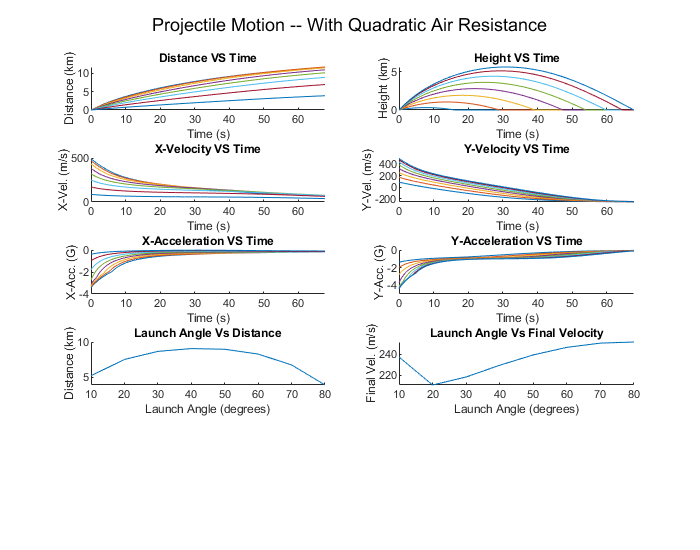 Projectile Motion -- With Quadratic Air Resistance
Distance VS Time
Distance (km)
10
5
0
0 10 20 30 40 50 60
Time (s)
Height VS Time
Height (km)
5
0
0 10 20 30 40 50 60
Time (s)
X-Velocity VS Time
X-Vel. (m/s)
500
0
0 10 20 30 40 50 60
Time (s)
Y-Velocity VS Time
Y-Vel. (m/s)
400
200
0
-200
0 10 20 30 40 50 60
Time (s)
X-Acceleration VS Time
X-Acc. (G)
0
-2
-4
0 10 20 30 40 50 60
Time (s)
Y-Acceleration VS Time
Y-Acc. (G)
0
-2
-4
0 10 20 30 40 50 60
Time (s)
Launch Angle Vs Distance
Distance (km)
10
5
10 20 30 40 50 60 70 80
Launch Angle (degrees)
Launch Angle Vs Final Velocity
Final Vel. (m/s)
240
220
10 20 30 40 50 60 70 80
Launch Angle (degrees)